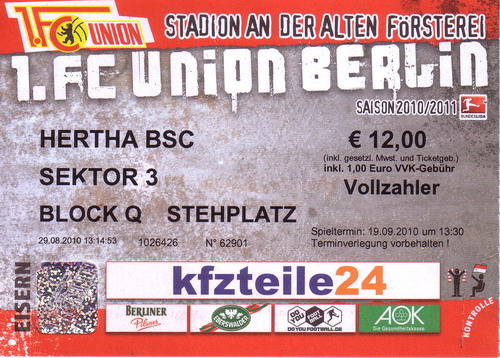 1.FC UNION
STADION AN DER ALTEN FÖRSTEREI
1.FC UNION BERLIN
SAISON 2010/2011
BUNDESLIGA
HERTHA BSC
€ 12,00
(inkl. gesetzl. Mwst. und Ticketgeb.)
inkl. 1,00 Euro VVK-Gebühr
SEKTOR 3
Vollzahler
BLOCK Q STEHPLATZ
Spieltermin: 19.09.2010 um 13:30
29.08.2010 13:14:53 1026426 N° 62901
Terminverlegung vorbehalten !
EISERN
kfzteile24
BERLINER
Pilsner
EBERSWALDER
DO YOU FOOTBALL
DOYOUFOOTBALL.DE
AOK
Die Gesundheitskasse
KONTROLLE